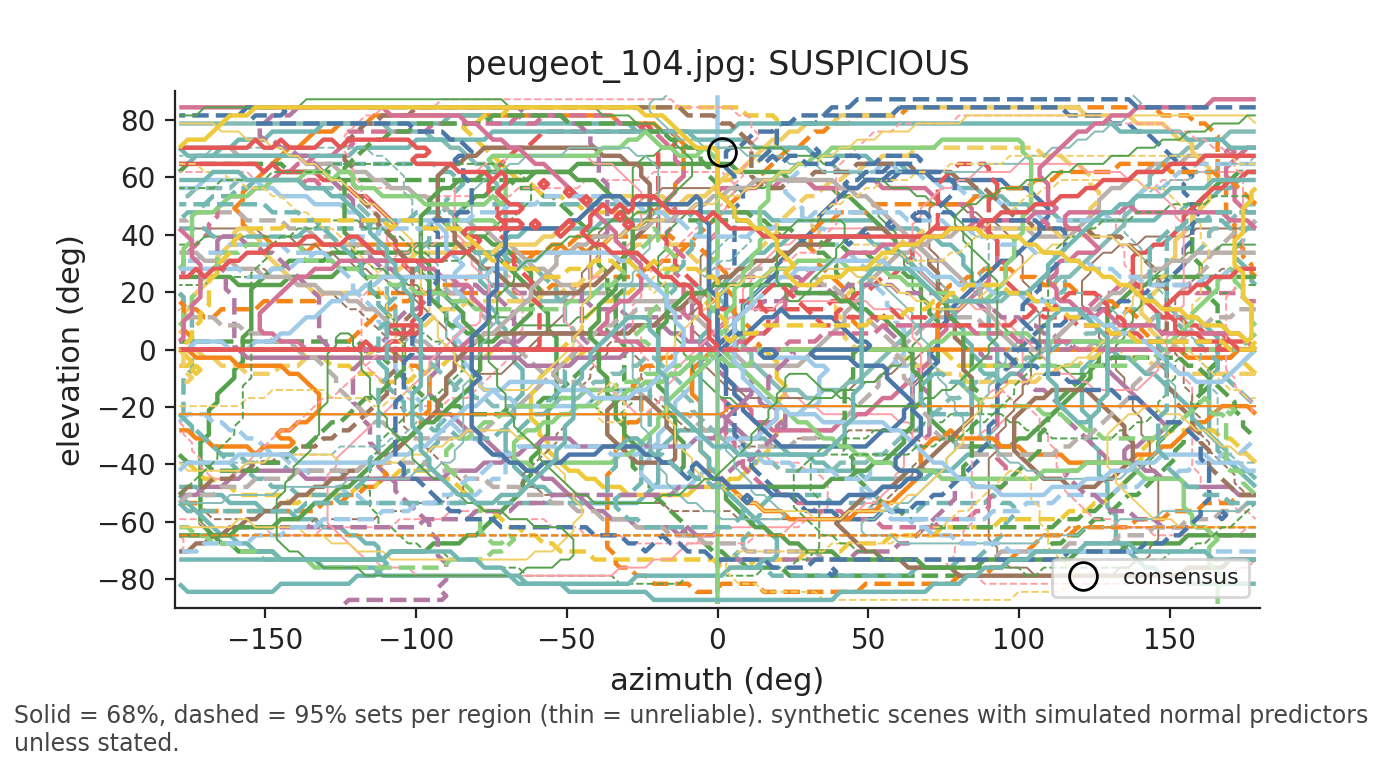 peugeot_104.jpg: SUSPICIOUS
elevation (deg)
80
60
40
20
0
−20
−40
−60
−80
−150
−100
−50
0
50
100
150
azimuth (deg)
consensus
Solid = 68%, dashed = 95% sets per region (thin = unreliable). synthetic scenes with simulated normal predictors
unless stated.